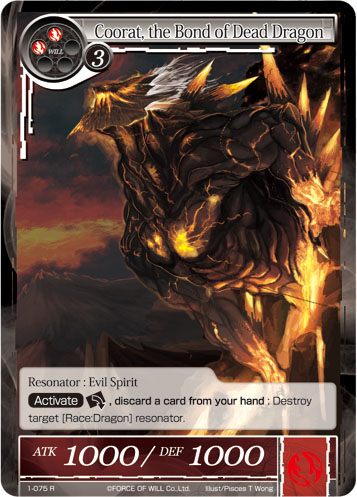 Coorat, the Bond of Dead Dragon
WILL
3
Resonator : Evil Spirit
Activate , discard a card from your hand : Destroy
target [Race:Dragon] resonator.
ATK 1000 / DEF 1000
1-075 R ©FORCE OF WILL Co.,Ltd. Illust/Pisces T Wong